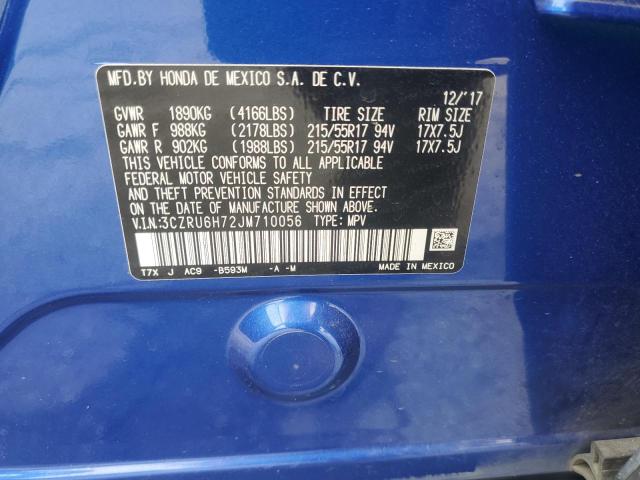 MFD.BY HONDA DE MEXICO S.A. DE C.V.
12/'17
GVWR 1890KG (4166LBS) TIRE SIZE RIM SIZE
GAWR F 988KG (2178LBS) 215/55R17 94V 17X7.5J
GAWR R 902KG (1988LBS) 215/55R17 94V 17X7.5J
THIS VEHICLE CONFORMS TO ALL APPLICABLE
FEDERAL MOTOR VEHICLE SAFETY
AND THEFT PREVENTION STANDARDS IN EFFECT
ON THE DATE OF MANUFACTURE SHOWN ABOVE.
V.I.N:3CZRU6H72JM710056 TYPE: MPV
T7X J AC9 -B593M -A -M MADE IN MEXICO